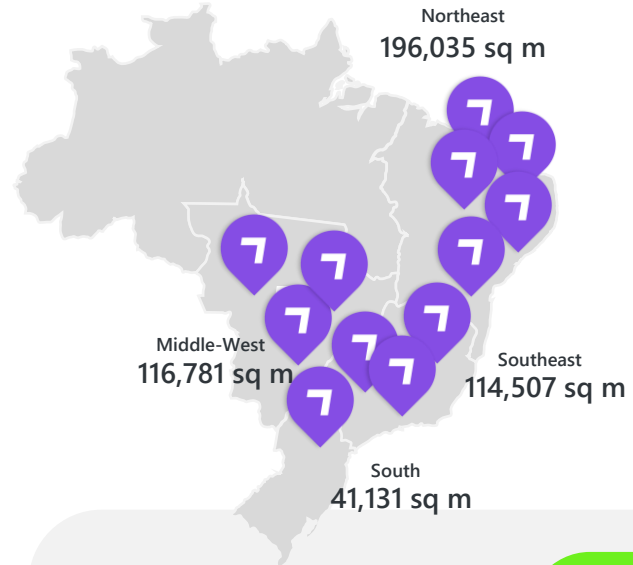 Northeast
196,035 sq m
Middle-West
116,781 sq m
Southeast
114,507 sq m
South
41,131 sq m